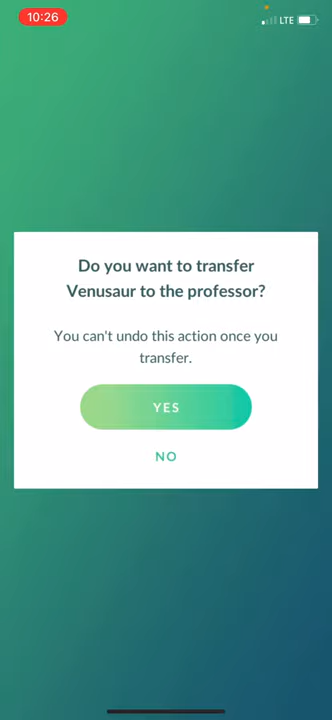 10:26
LTE
Do you want to transfer
Venusaur to the professor?
You can't undo this action once you
transfer.
YES
NO